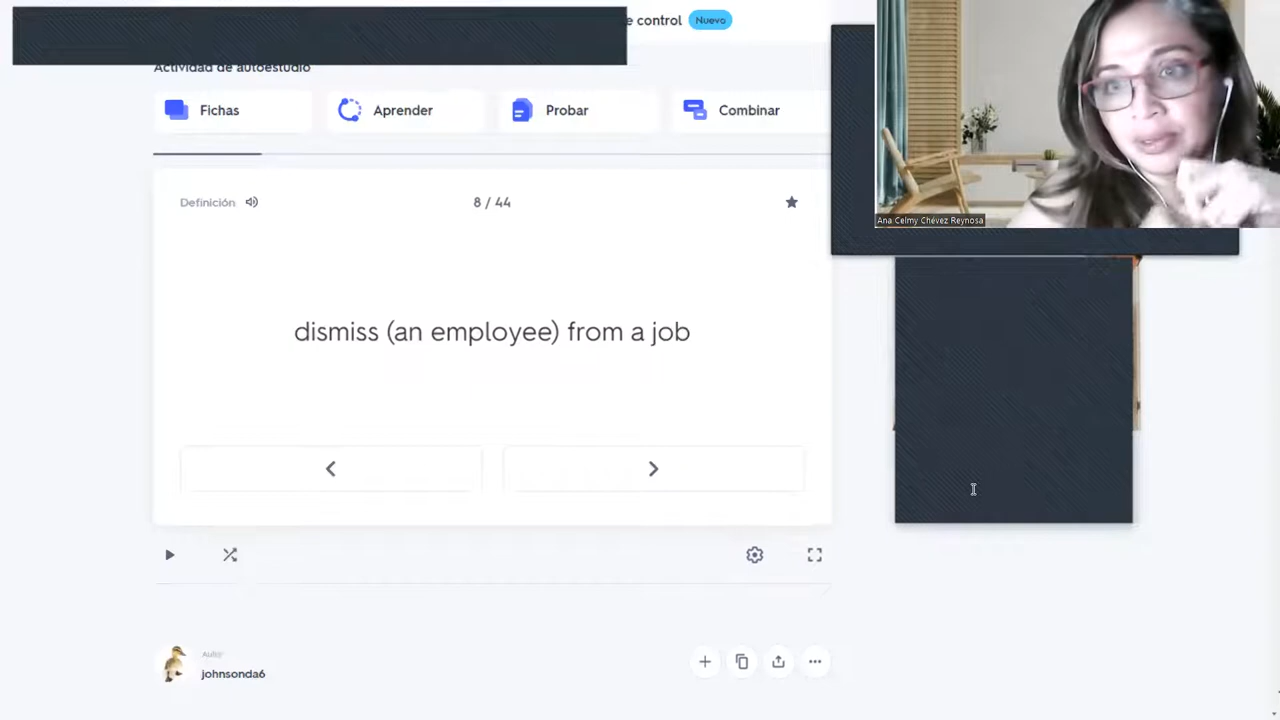 e control Nuevo
Actividad de autoestudio
Fichas Aprender Probar Combinar
Ana Celmy Chévez Reynosa
Definición 8 / 44
dismiss (an employee) from a job
Autor
johnsonda6